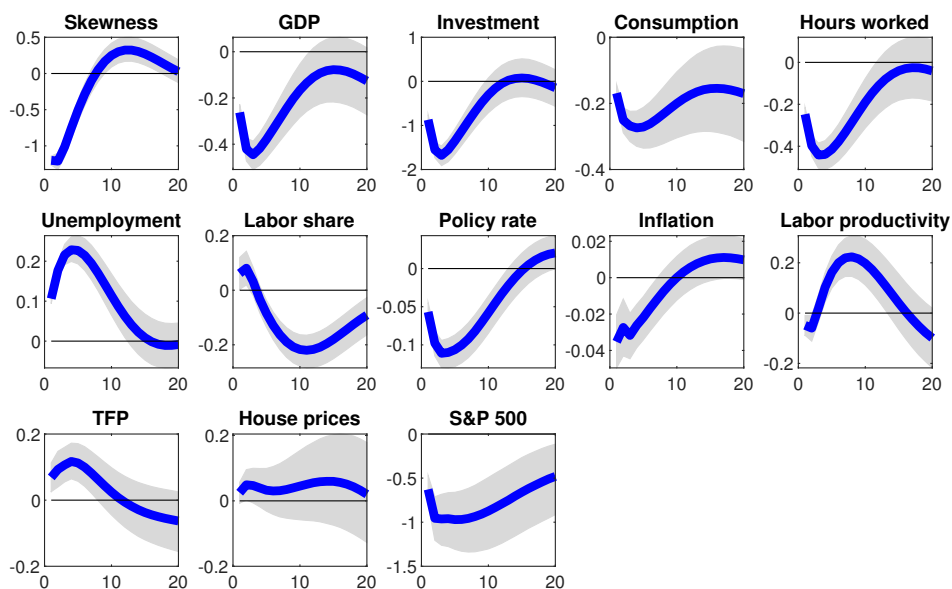 Skewness GDP Investment Consumption Hours worked
0.5 0 -0.5 -1 0 10 20
0 -0.2 -0.4 0 10 20
1 0 -1 -2 0 10 20
0 -0.2 -0.4 0 10 20
0 -0.2 -0.4 0 10 20
Unemployment Labor share Policy rate Inflation Labor productivity
0.2 0.1 0 0 10 20
0.2 0 -0.2 0 10 20
0 -0.05 -0.1 0 10 20
0.02 0 -0.02 -0.04 0 10 20
0.2 0 -0.2 0 10 20
TFP House prices S&P 500
0.2 0 -0.2 0 10 20
0.2 0 -0.2 0 10 20
0 -0.5 -1 -1.5 0 10 20